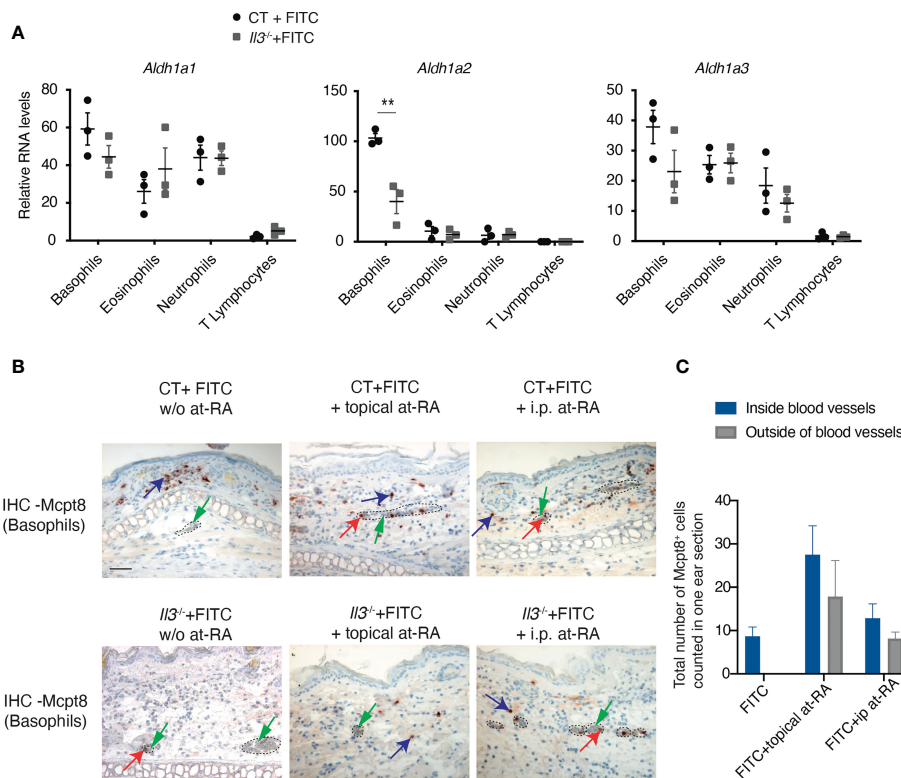 A
CT + FITC
Il3-/-+FITC
Aldh1a1
Aldh1a2
Aldh1a3
Relative RNA levels
80
60
40
20
0
Basophils
Eosinophils
Neutrophils
T Lymphocytes
**
100
50
0
Basophils
Eosinophils
Neutrophils
T Lymphocytes
50
40
30
20
10
0
Basophils
Eosinophils
Neutrophils
T Lymphocytes
B
CT+ FITC
w/o at-RA
CT+FITC
+ topical at-RA
CT+FITC
+ i.p. at-RA
IHC -Mcpt8
(Basophils)
Il3-/-+FITC
w/o at-RA
Il3-/-+FITC
+ topical at-RA
Il3-/-+FITC
+ i.p. at-RA
IHC -Mcpt8
(Basophils)
C
Inside blood vessels
Outside of blood vessels
Total number of Mcpt8+ cells
counted in one ear section
40
30
20
10
0
FITC
FITC+topical at-RA
FITC+ip at-RA